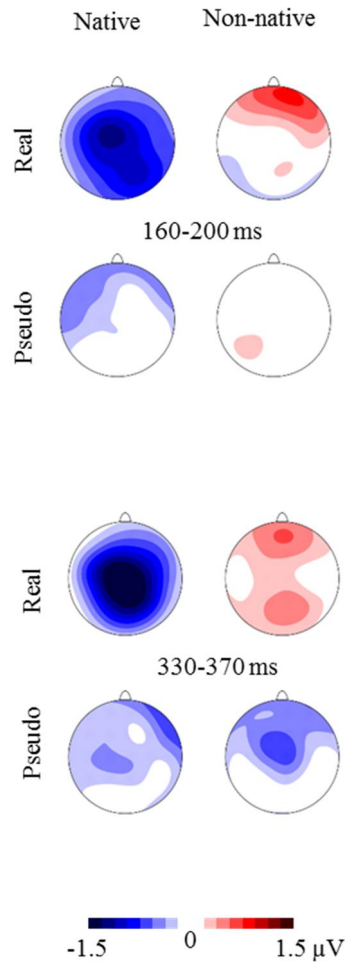 Native Non-native
Real
160-200 ms
Pseudo
Real
330-370 ms
Pseudo
-1.5 0 1.5 µV